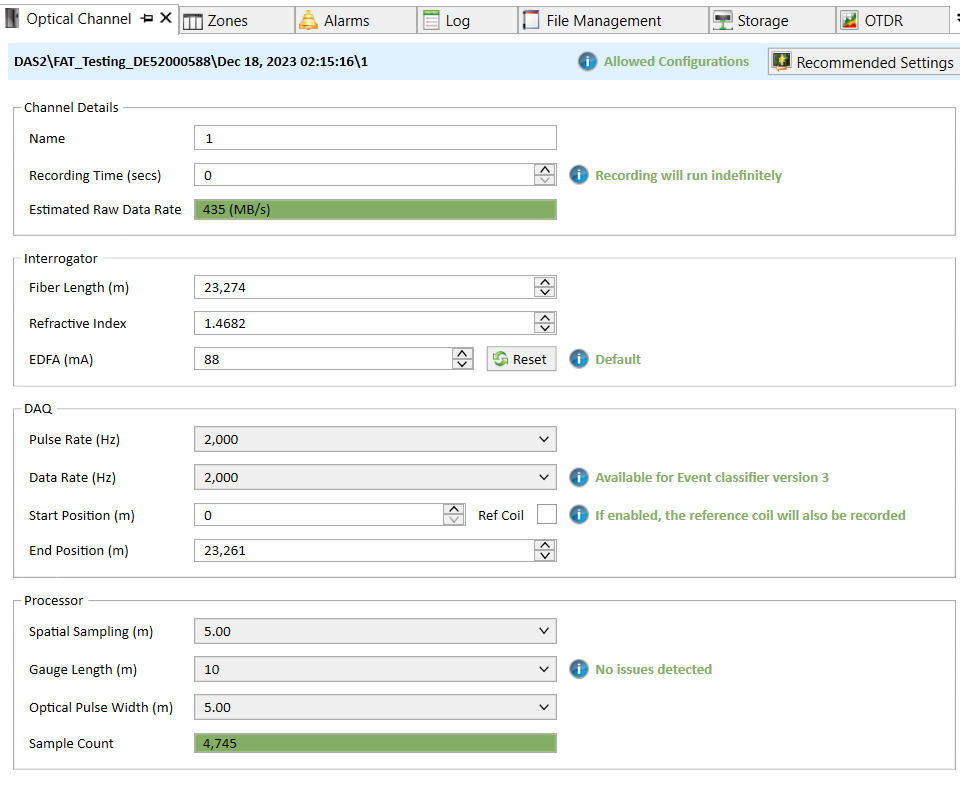 Optical Channel Zones Alarms Log File Management Storage OTDR
DAS2\FAT_Testing_DE52000588\Dec 18, 2023 02:15:16\1 Allowed Configurations Recommended Settings
Channel Details
Name 1
Recording Time (secs) 0 Recording will run indefinitely
Estimated Raw Data Rate 435 (MB/s)
Interrogator
Fiber Length (m) 23,274
Refractive Index 1.4682
EDFA (mA) 88 Reset Default
DAQ
Pulse Rate (Hz) 2,000
Data Rate (Hz) 2,000 Available for Event classifier version 3
Start Position (m) 0 Ref Coil If enabled, the reference coil will also be recorded
End Position (m) 23,261
Processor
Spatial Sampling (m) 5.00
Gauge Length (m) 10 No issues detected
Optical Pulse Width (m) 5.00
Sample Count 4,745